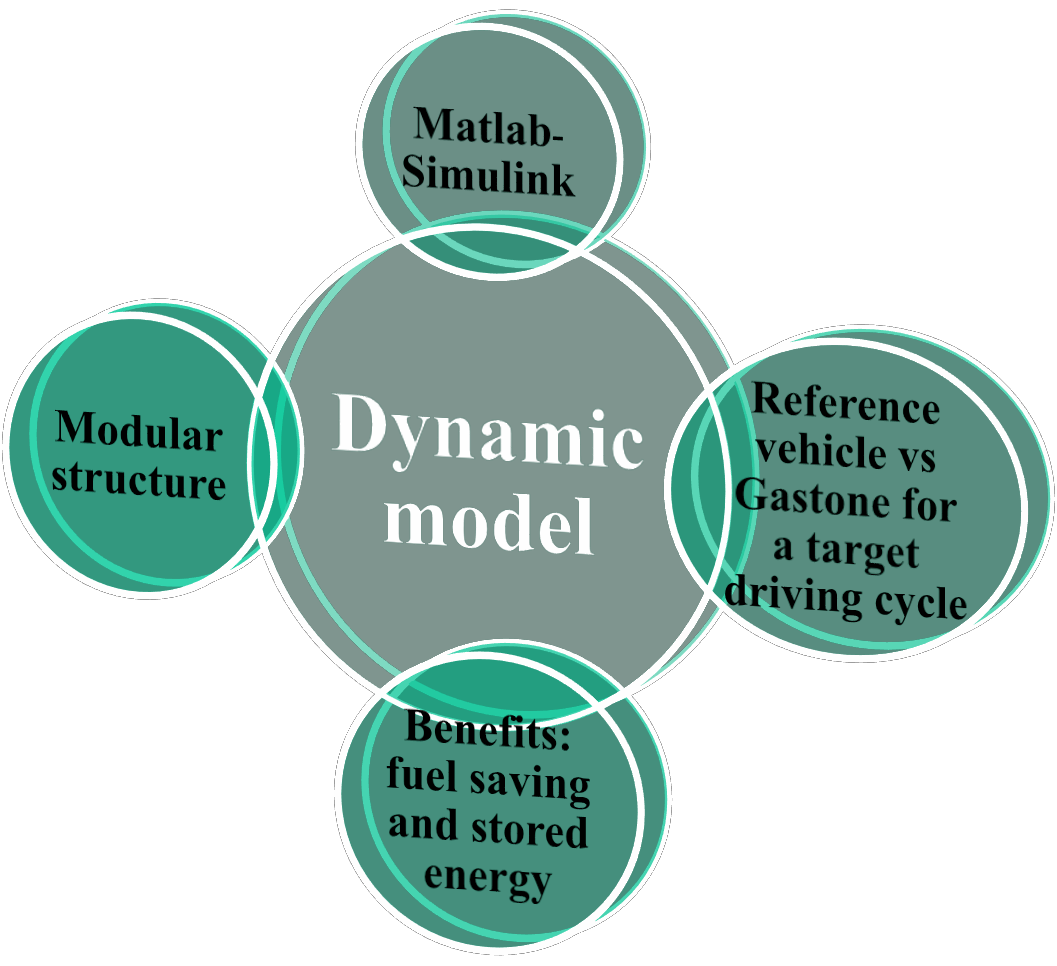 Matlab-
Simulink
Modular
structure
Dynamic
model
Reference
vehicle vs
Gastone for
a target
driving cycle
Benefits:
fuel saving
and stored
energy